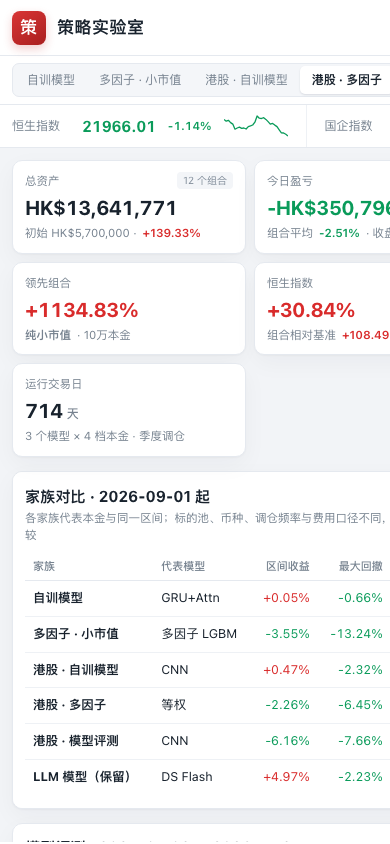 策 策略实验室
自训模型 多因子 · 小市值 港股 · 自训模型 港股 · 多因子
恒生指数 21966.01 -1.14% 国企指数
总资产 12 个组合
HK$13,641,771
初始 HK$5,700,000 · +139.33%
今日盈亏
-HK$350,796
组合平均 -2.51% · 收盘
领先组合
+1134.83%
纯小市值 · 10万本金
恒生指数
+30.84%
组合相对基准 +108.49
运行交易日
714 天
3 个模型 × 4 档本金 · 季度调仓
家族对比 · 2026-09-01 起
各家族代表本金与同一区间；标的池、币种、调仓频率与费用口径不同，
较
家族 代表模型 区间收益 最大回撤
自训模型 GRU+Attn +0.05% -0.66%
多因子 · 小市值 多因子 LGBM -3.55% -13.24%
港股 · 自训模型 CNN +0.47% -2.32%
港股 · 多因子 等权 -2.26% -6.45%
港股 · 模型评测 CNN -6.16% -7.66%
LLM 模型（保留） DS Flash +4.97% -2.23%